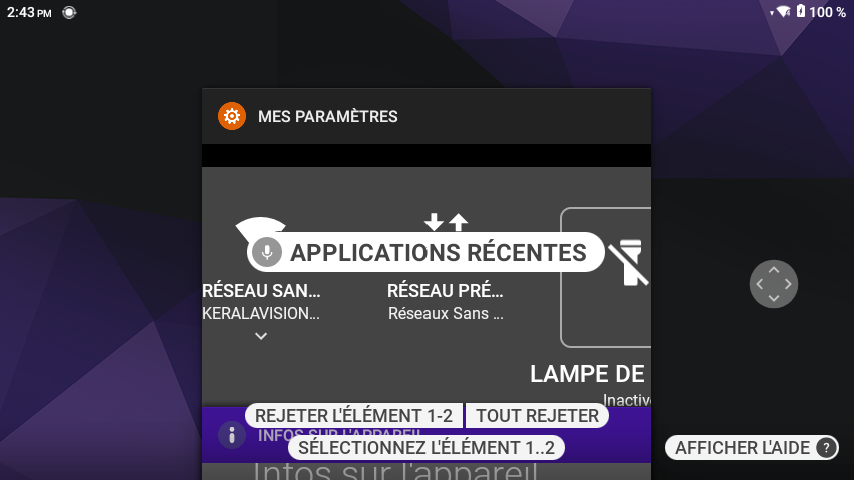 2:43 PM
100 %
MES PARAMÈTRES
APPLICATIONS RÉCENTES
RÉSEAU SAN...
RÉSEAU PRÉ...
KERALAVISION...
Réseaux Sans ...
LAMPE DE
Inactive
REJETER L'ÉLÉMENT 1-2
TOUT REJETER
INFOS SUR L'APPAREIL
SÉLECTIONNEZ L'ÉLÉMENT 1..2
AFFICHER L'AIDE ?
Infos sur l'appareil